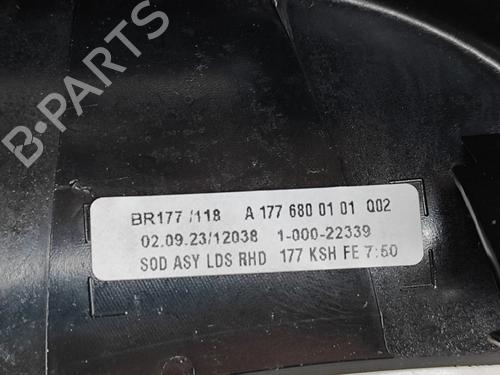 B-PARTS
BR177 /118 A 177 680 01 01 Q02
02.09.23/12038 1-000-22339
SOD ASY LDS RHD 177 KSH FE 7:50